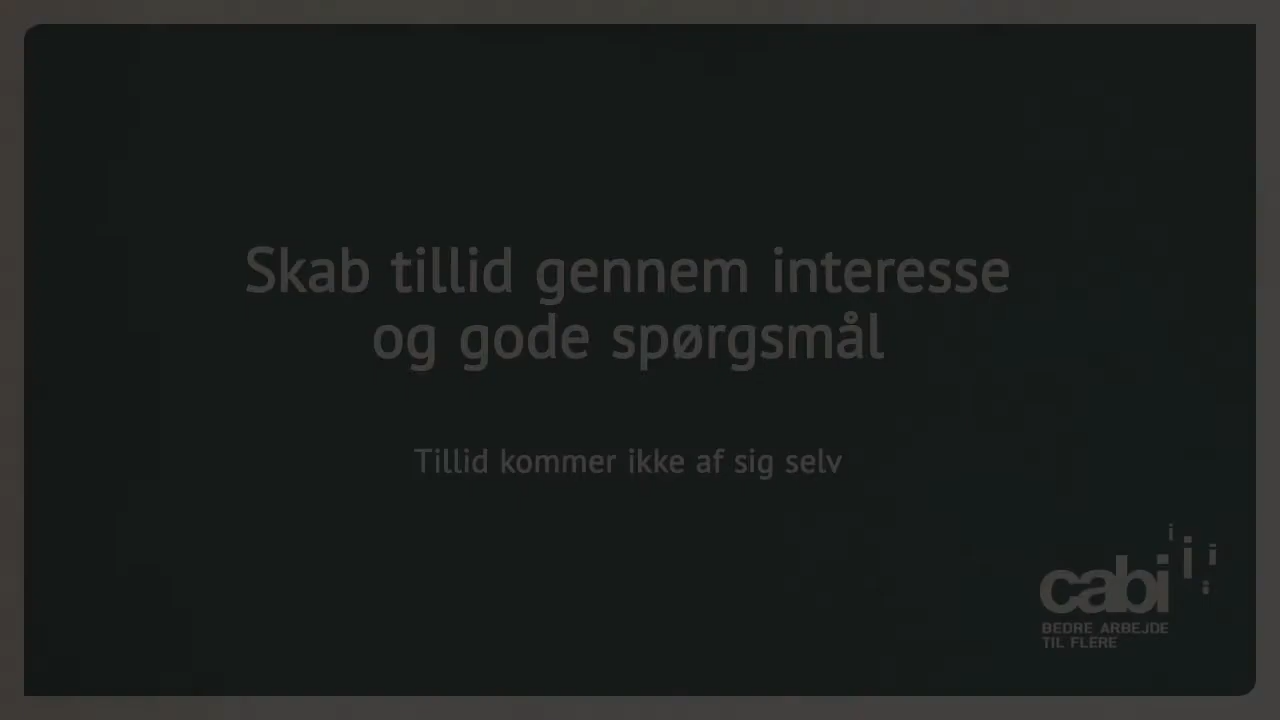 Skab tillid gennem interesse
og gode spørgsmål
Tillid kommer ikke af sig selv
cabi
BEDRE ARBEJDE
TIL FLERE